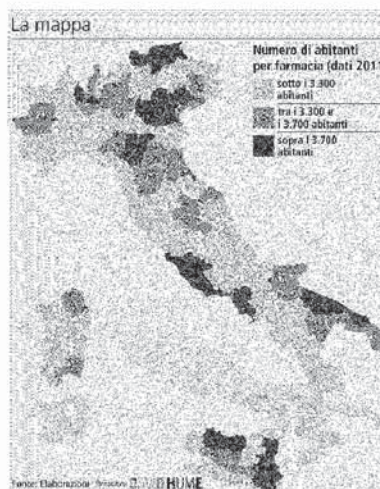 La mappa
Numero di abitanti
per farmacia (dati 2011
sotto i 3.300
abitanti
tra i 3.300 e
i 3.700 abitanti
sopra i 3.700
abitanti
Fonte: Elaborazioni HUME